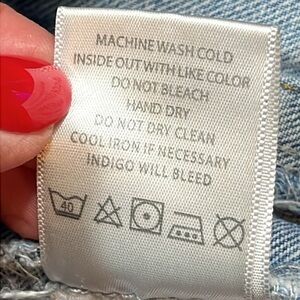 MACHINE WASH COLD
INSIDE OUT WITH LIKE COLOR
DO NOT BLEACH
HAND DRY
DO NOT DRY CLEAN
COOL IRON IF NECESSARY
INDIGO WILL BLEED
40